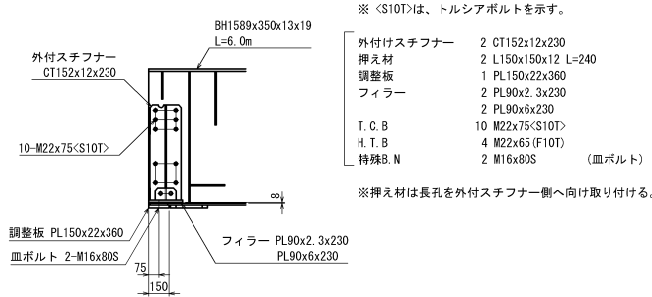 ※ <S10T>は、トルシアボルトを示す。
BH1589x350x13x19
L=6.0m
外付スチフナー
CT152x12x230
10-M22x75<S10T>
8
調整板 PL150x22x360
皿ボルト 2-M16x80S
フィラー PL90x2.3x230
PL90x6x230
75
150
外付けスチフナー 2 CT152x12x230
押え材 2 L150x150x12 L=240
調整板 1 PL150x22x360
フィラー 2 PL90x2.3x230
2 PL90x6x230
T.C.B 10 M22x75<S10T>
H.T.B 4 M22x65(F10T)
特殊B.N 2 M16x80S (皿ボルト)
※押え材は長孔を外付スチフナー側へ向け取り付ける。